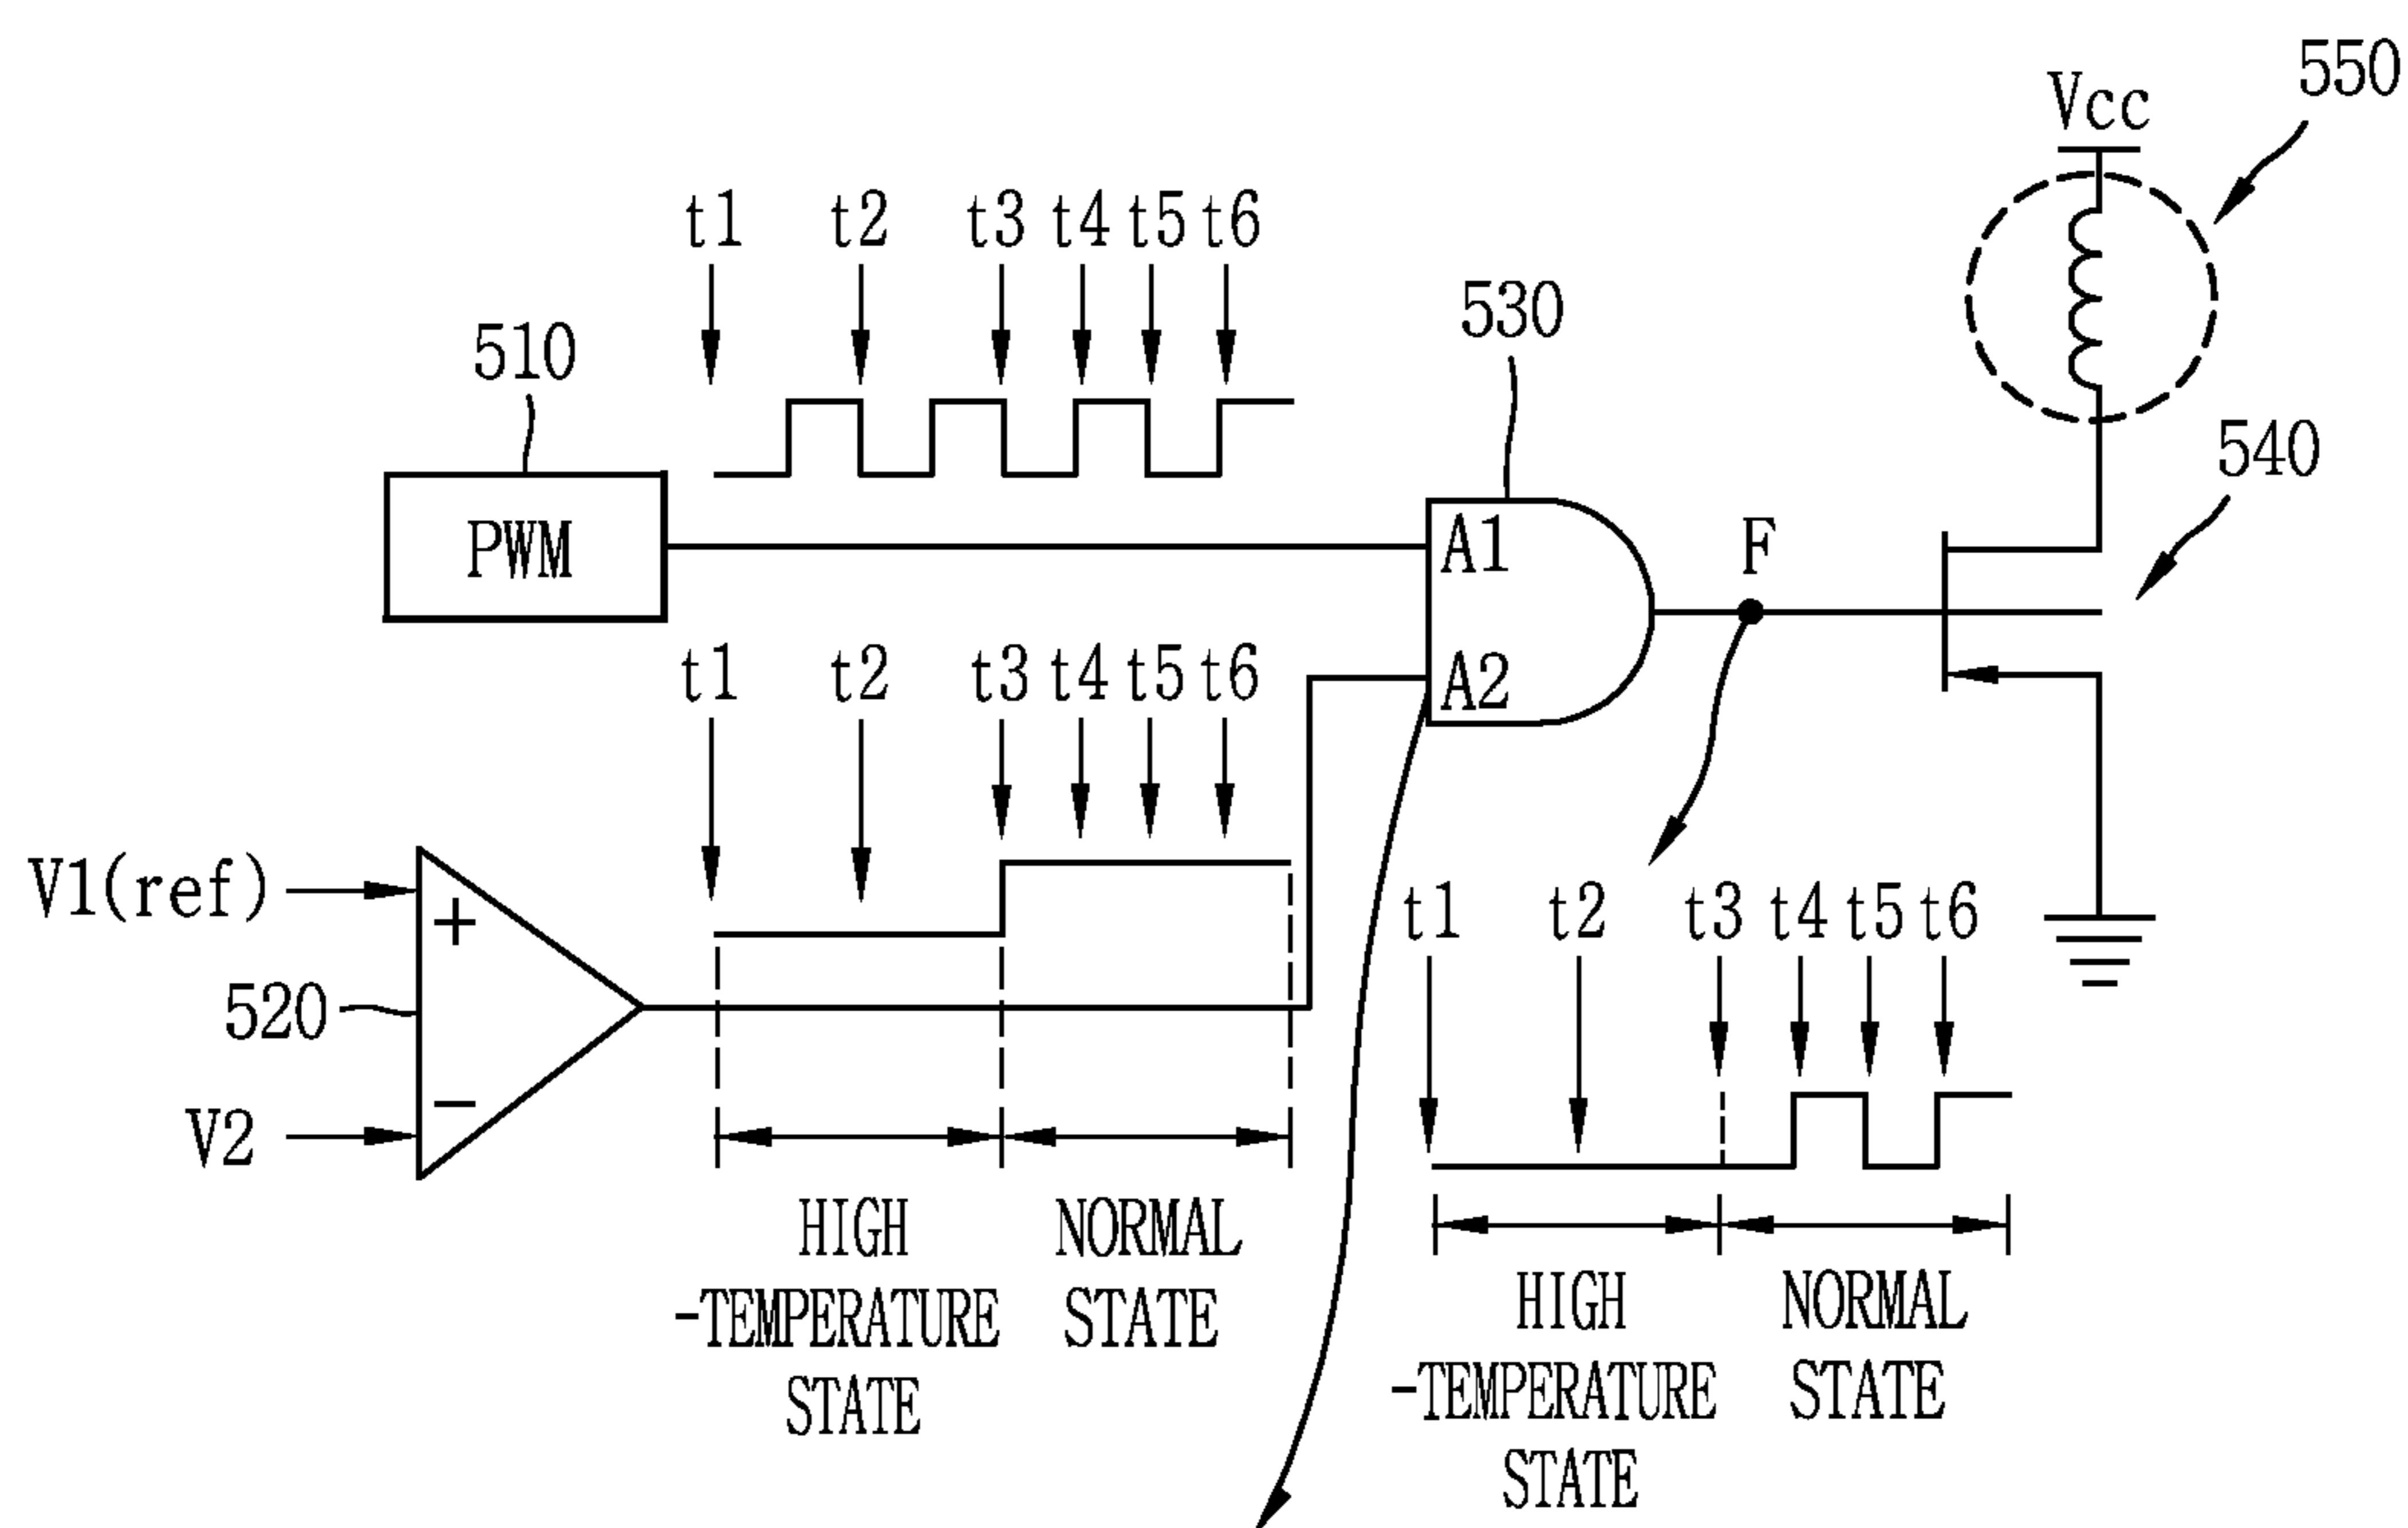 550
Vcc
t1 t2 t3 t4 t5 t6
530
510
540
PWM
A1
F
A2
t1 t2 t3 t4 t5 t6
V1(ref)
+
t1 t2 t3 t4 t5 t6
520
V2
−
HIGH
-TEMPERATURE
STATE
NORMAL
STATE
HIGH
-TEMPERATURE
STATE
NORMAL
STATE